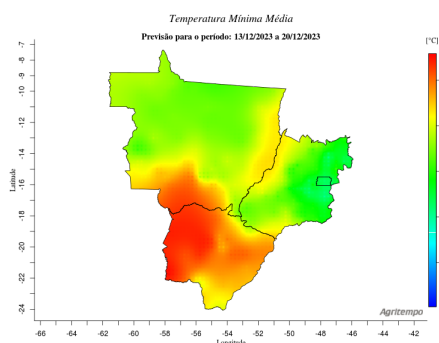 Temperatura Mínima Média
Previsão para o período: 13/12/2023 a 20/12/2023
[°C]
-7
-8
-9
-10
-12
-14
-16
-18
-20
-22
-24
Latitude
Agritempo
-66 -64 -62 -60 -58 -56 -54 -52 -50 -48 -46 -44 -42
Longitude